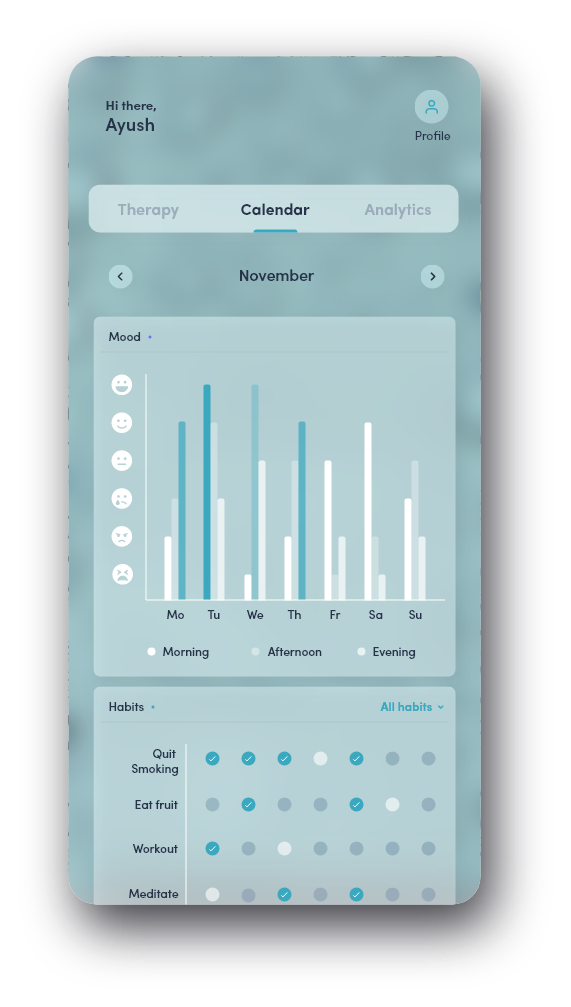 Hi there,
Ayush
Profile
Therapy Calendar Analytics
November
Mood
Mo Tu We Th Fr Sa Su
Morning Afternoon Evening
Habits All habits
Quit
Smoking
Eat fruit
Workout
Meditate